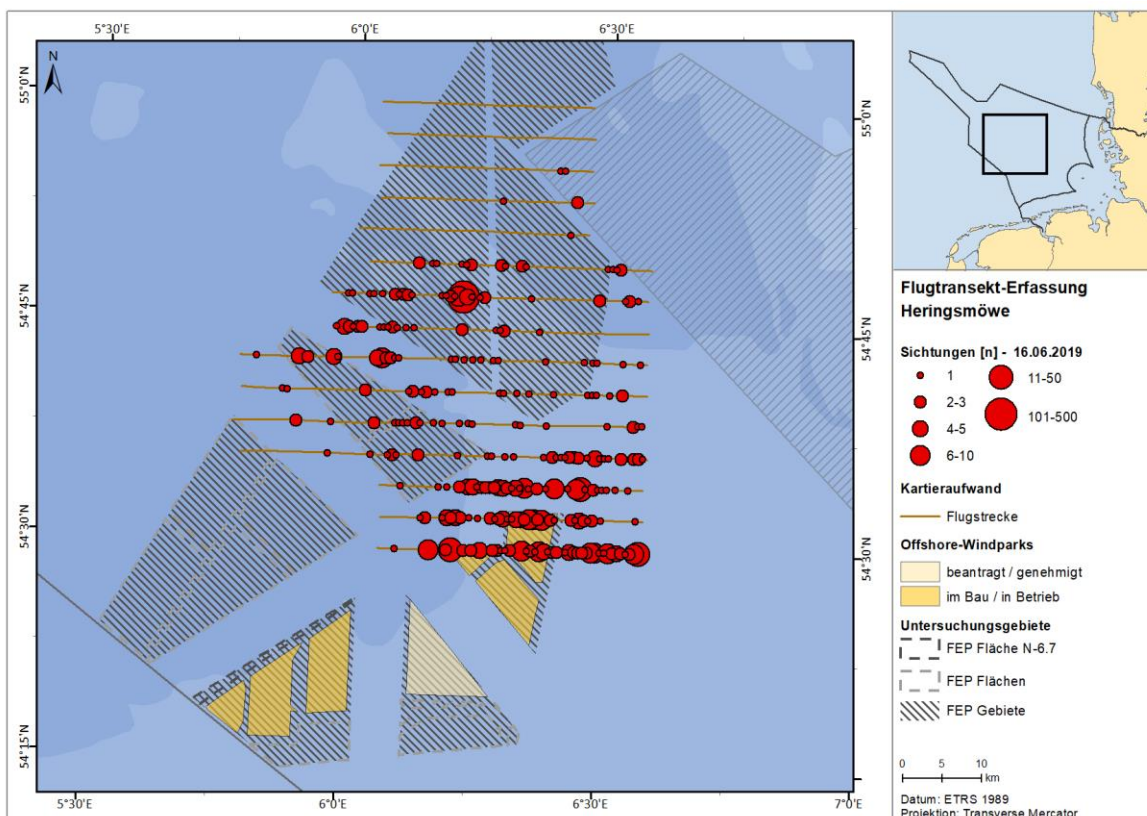 5°30'E
6°0'E
6°30'E
N
55°0'N
55°0'N
54°45'N
54°45'N
54°30'N
54°30'N
54°15'N
5°30'E
6°0'E
6°30'E
7°0'E
Flugtransekt-Erfassung
Heringsmöwe
Sichtungen [n] - 16.06.2019
1
11-50
2-3
101-500
4-5
6-10
Kartieraufwand
Flugstrecke
Offshore-Windparks
beantragt / genehmigt
im Bau / in Betrieb
Untersuchungsgebiete
FEP Fläche N-6.7
FEP Flächen
FEP Gebiete
0 5 10
km
Datum: ETRS 1989
Projektion: Transverse Mercator